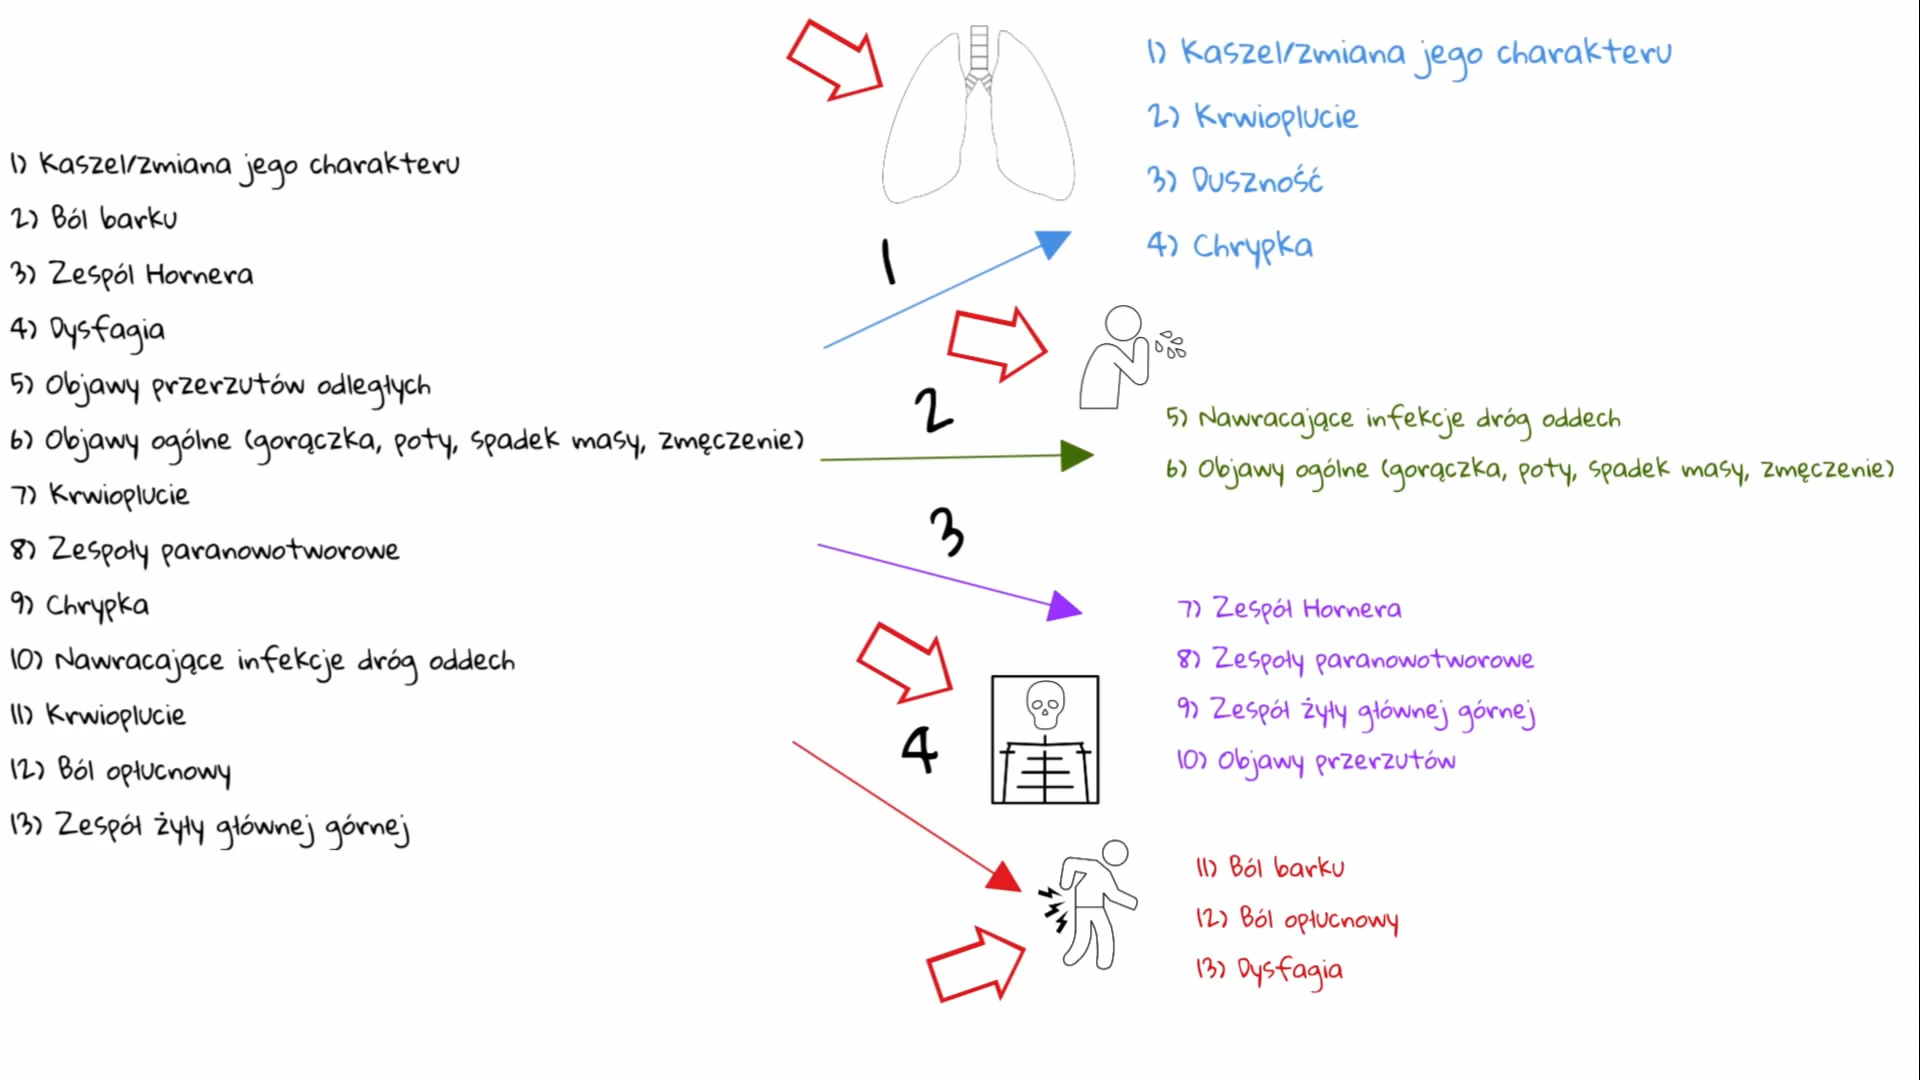 1) Kaszel/zmiana jego charakteru
2) Ból barku
3) Zespól Hornera
4) Dysfagia
5) Objawy przerzutów odległych
6) Objawy ogólne (gorączka, poty, spadek masy, zmęczenie)
7) Krwioplucie
8) Zespoły paranowotworowe
9) Chrypka
10) Nawracające infekcje dróg oddech
11) Krwioplucie
12) Ból opłucnowy
13) Zespół żyły głównej górnej
1
2
3
4
1) Kaszel/zmiana jego charakteru
2) Krwioplucie
3) Duszność
4) Chrypka
5) Nawracające infekcje dróg oddech
6) Objawy ogólne (gorączka, poty, spadek masy, zmęczenie)
7) Zespół Hornera
8) Zespoły paranowotworowe
9) Zespół żyły głównej górnej
10) Objawy przerzutów
11) Ból barku
12) Ból opłucnowy
13) Dysfagia